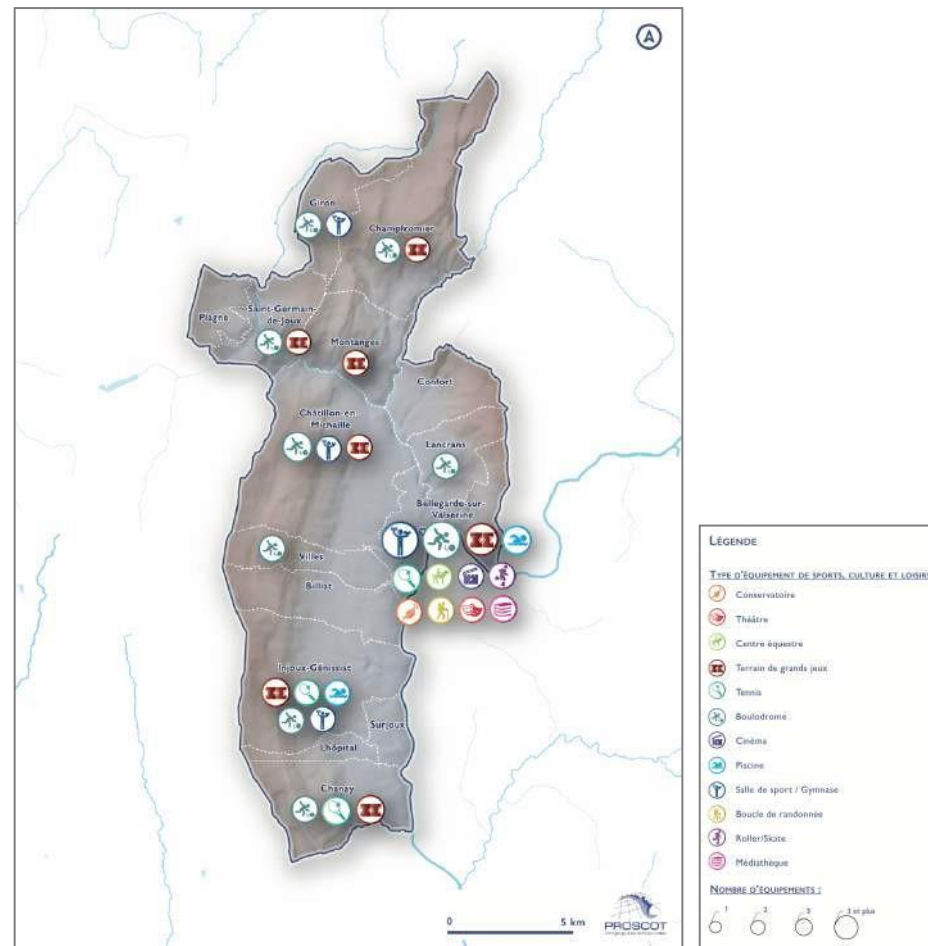 Giron
Champfromier
Plagne
Saint-Germain-
de-Joux
Montanges
Confort
Châtillon-en-
Michaille
Lancrans
Bellegarde-sur-
Valserine
Villes
Billiat
Injoux-Génissiat
Surjoux
Lhôpital
Chanay
0 5 km
PROSCOT
LÉGENDE
TYPE D'ÉQUIPEMENT DE SPORTS, CULTURE ET LOISIRS
Conservatoire
Théâtre
Centre équestre
Terrain de grands jeux
Tennis
Boulodrome
Cinéma
Piscine
Salle de sport / Gymnase
Boucle de randonnée
Roller/Skate
Médiathèque
NOMBRE D'ÉQUIPEMENTS :
1 2 3 3 et plus